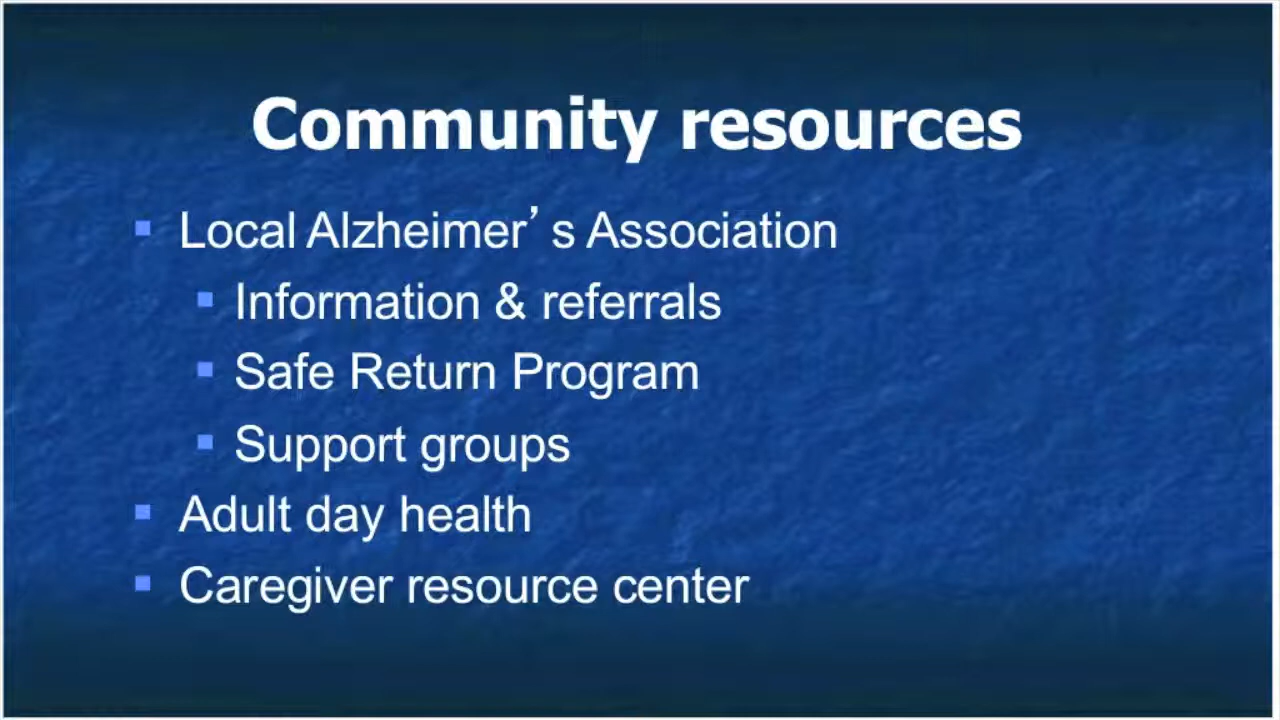 Community resources
Local Alzheimer’s Association
Information & referrals
Safe Return Program
Support groups
Adult day health
Caregiver resource center